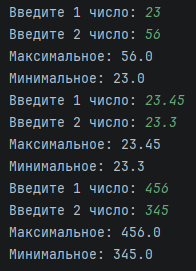 Введите 1 число: 23
Введите 2 число: 56
Максимальное: 56.0
Минимальное: 23.0
Введите 1 число: 23.45
Введите 2 число: 23.3
Максимальное: 23.45
Минимальное: 23.3
Введите 1 число: 456
Введите 2 число: 345
Максимальное: 456.0
Минимальное: 345.0